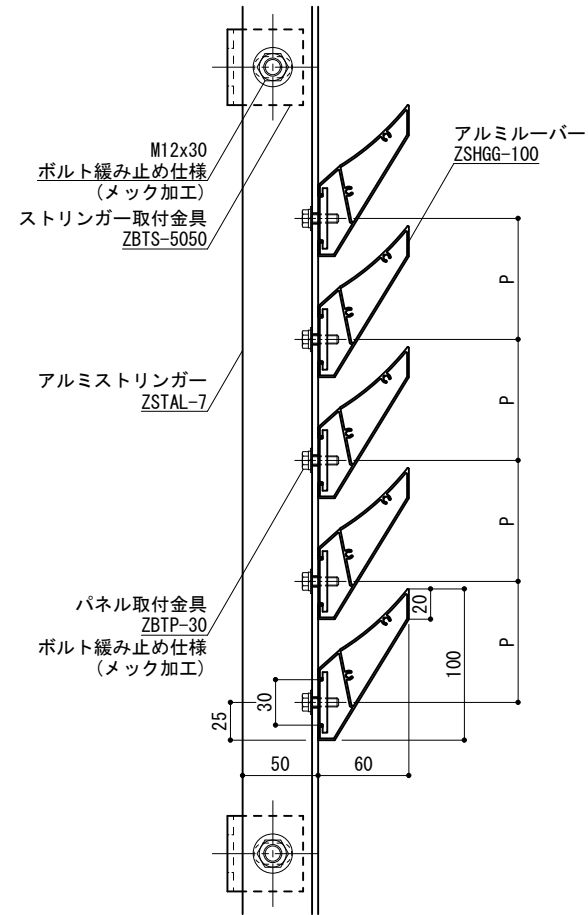 M12x30
ボルト緩み止め仕様
(メック加工)
ストリンガー取付金具
ZBTS-5050
アルミルーバー
ZSHGG-100
P
アルミストリンガー
ZSTAL-7
P
P
パネル取付金具
ZBTP-30
ボルト緩み止め仕様
(メック加工)
P
20
100
30
25
50
60